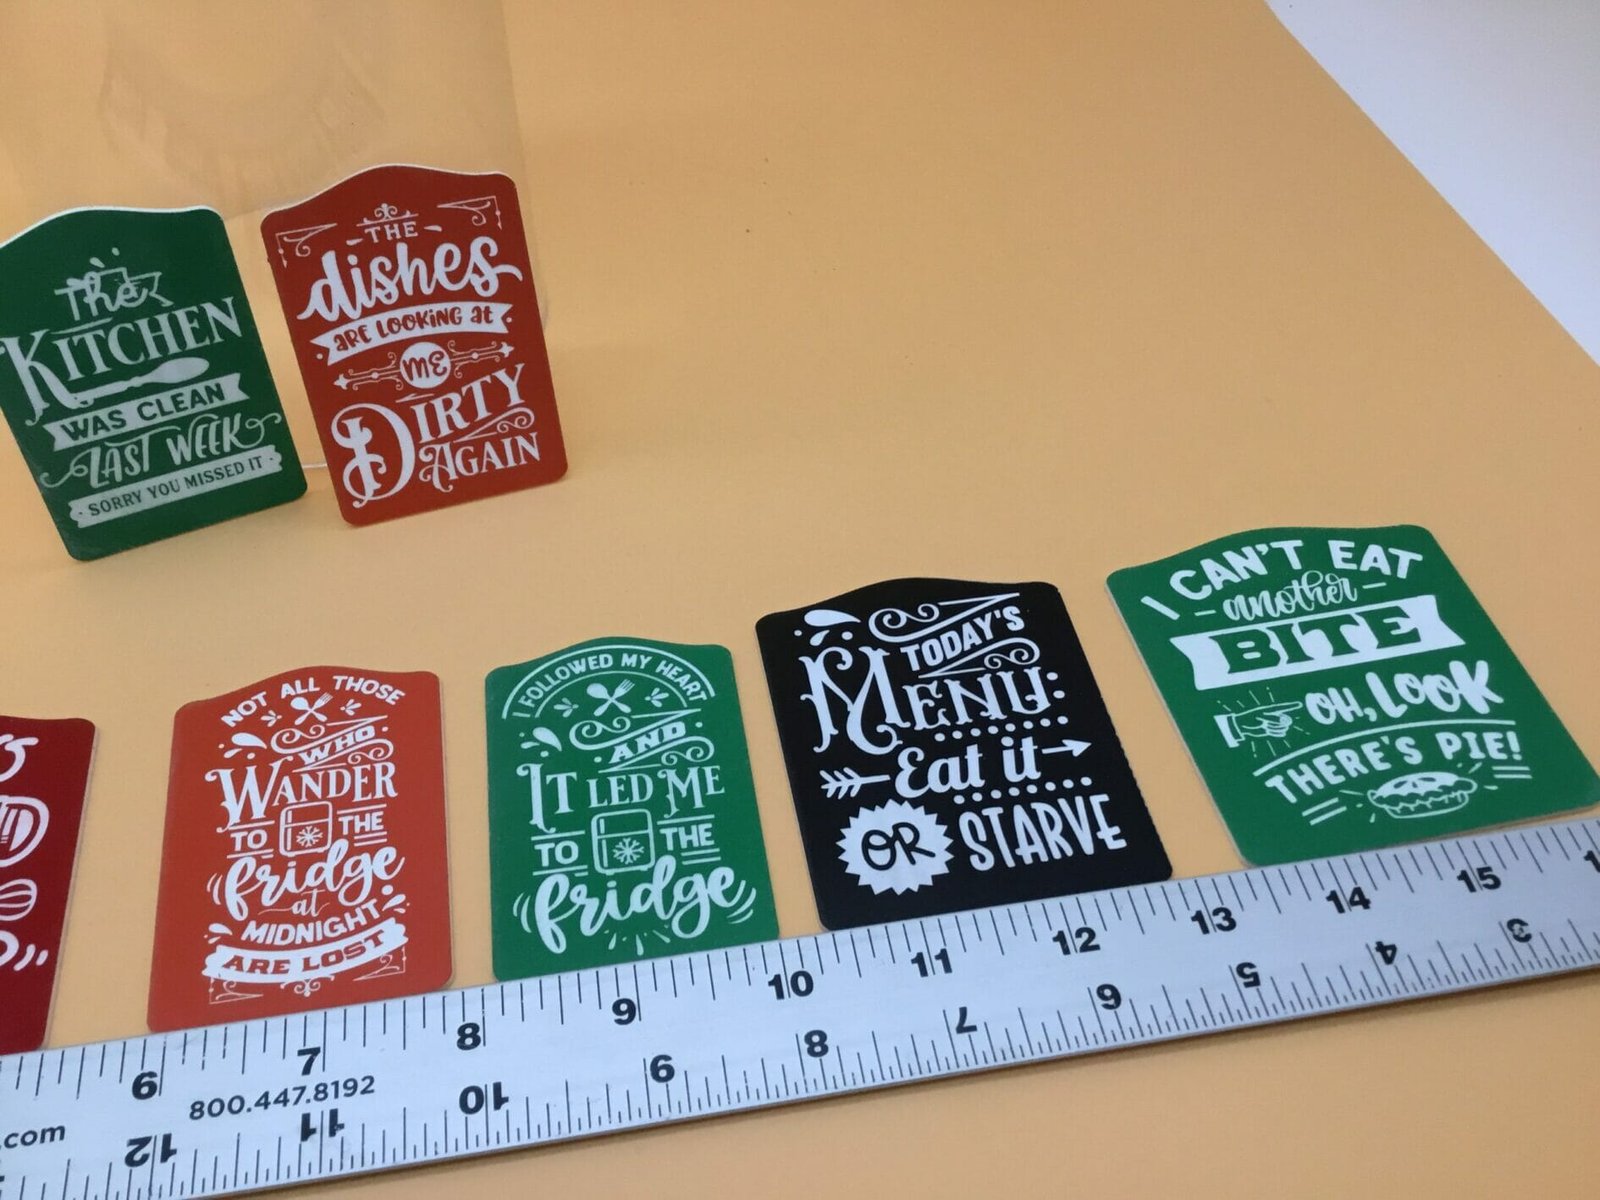 The
KITCHEN
WAS CLEAN
LAST WEEK
SORRY YOU MISSED IT
THE
dishes
ARE LOOKING at
ME
DIRTY
AGAIN
NOT ALL THOSE
WHO
WANDER
TO THE
fridge
at
MIDNIGHT
ARE LOST
I FOLLOWED MY HEART
AND
IT LED ME
TO THE
fridge
TODAY'S
MENU:
Eat it
OR STARVE
I CAN'T EAT
another
BITE
OH, LOOK
THERE'S PIE!
6 7 8 9 10 11 12 13 14 15
800.447.8192
.com
12 11 10 9 8 7 6 5 4 3